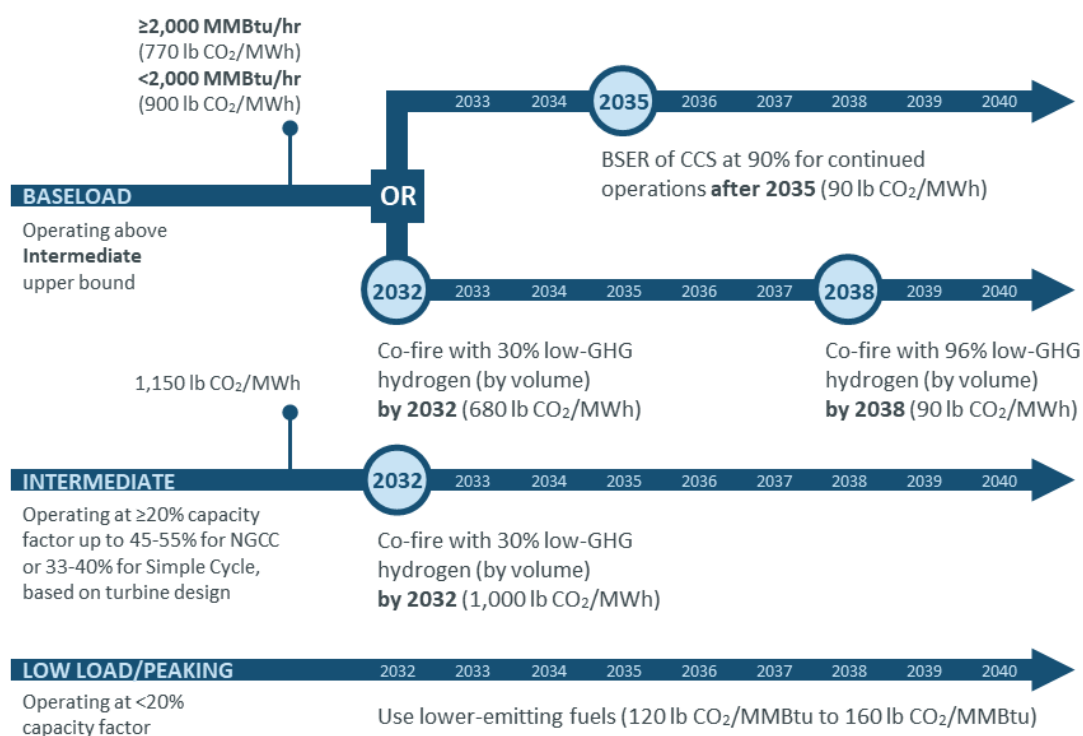 ≥2,000 MMBtu/hr
(770 lb CO₂/MWh)
<2,000 MMBtu/hr
(900 lb CO₂/MWh)
2033 2034 2035 2036 2037 2038 2039 2040
BSER of CCS at 90% for continued
operations after 2035 (90 lb CO₂/MWh)
BASELOAD
OR
Operating above
Intermediate
upper bound
2032 2033 2034 2035 2036 2037 2038 2039 2040
Co-fire with 30% low-GHG
hydrogen (by volume)
by 2032 (680 lb CO₂/MWh)
Co-fire with 96% low-GHG
hydrogen (by volume)
by 2038 (90 lb CO₂/MWh)
1,150 lb CO₂/MWh
INTERMEDIATE
2032 2033 2034 2035 2036 2037 2038 2039 2040
Operating at ≥20% capacity
factor up to 45-55% for NGCC
or 33-40% for Simple Cycle,
based on turbine design
Co-fire with 30% low-GHG
hydrogen (by volume)
by 2032 (1,000 lb CO₂/MWh)
LOW LOAD/PEAKING
2032 2033 2034 2035 2036 2037 2038 2039 2040
Operating at <20%
capacity factor
Use lower-emitting fuels (120 lb CO₂/MMBtu to 160 lb CO₂/MMBtu)